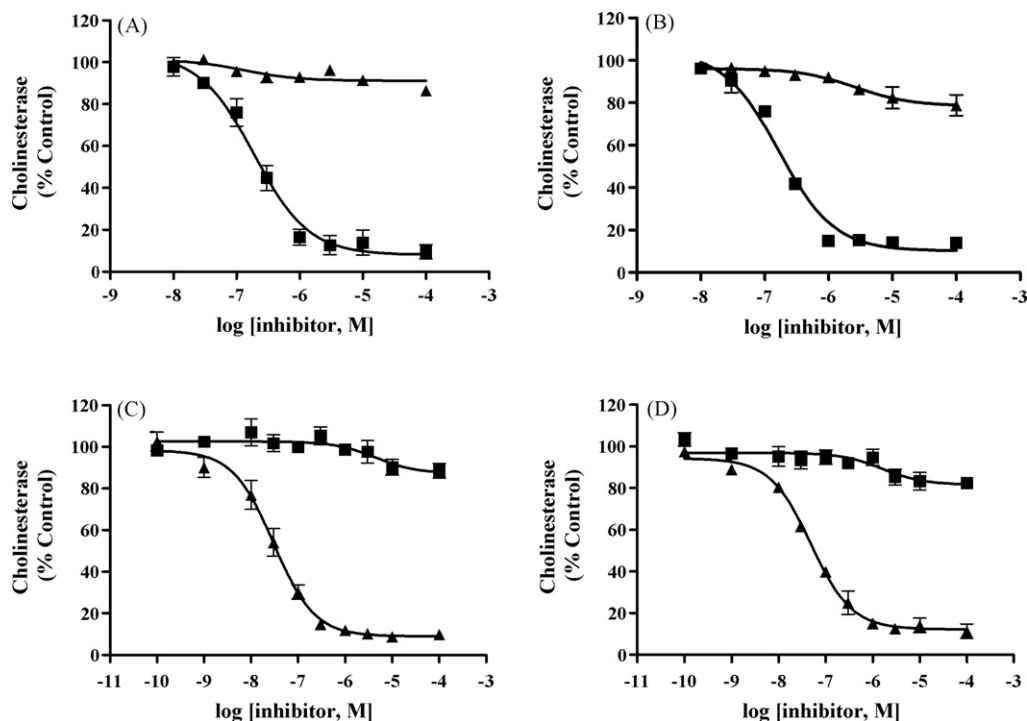 (A)
120
100
80
60
40
20
0
Cholinesterase
(% Control)
-9 -8 -7 -6 -5 -4 -3
log [inhibitor, M]
(B)
120
100
80
60
40
20
0
Cholinesterase
(% Control)
-9 -8 -7 -6 -5 -4 -3
log [inhibitor, M]
(C)
120
100
80
60
40
20
0
Cholinesterase
(% Control)
-11 -10 -9 -8 -7 -6 -5 -4 -3
log [inhibitor, M]
(D)
120
100
80
60
40
20
0
Cholinesterase
(% Control)
-11 -10 -9 -8 -7 -6 -5 -4 -3
log [inhibitor, M]